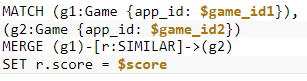 MATCH (g1:Game {app_id: $game_id1}),
(g2:Game {app_id: $game_id2})
MERGE (g1)-[r:SIMILAR]->(g2)
SET r.score = $score